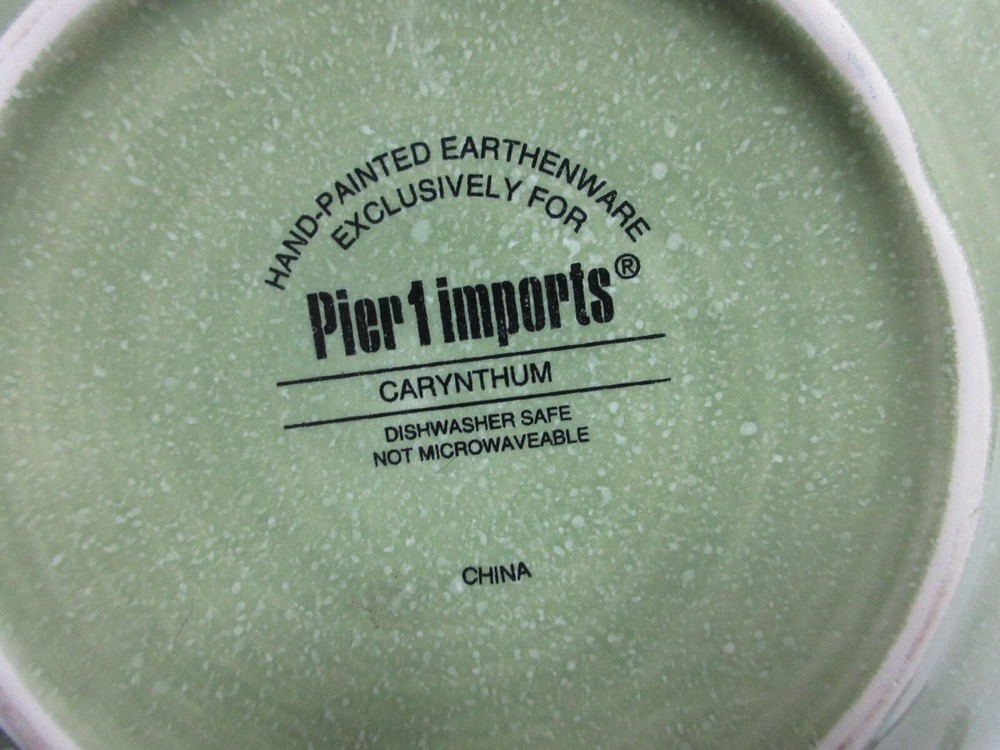 HAND-PAINTED EARTHENWARE
EXCLUSIVELY FOR
Pier 1 imports®
CARYNTHUM
DISHWASHER SAFE
NOT MICROWAVEABLE
CHINA